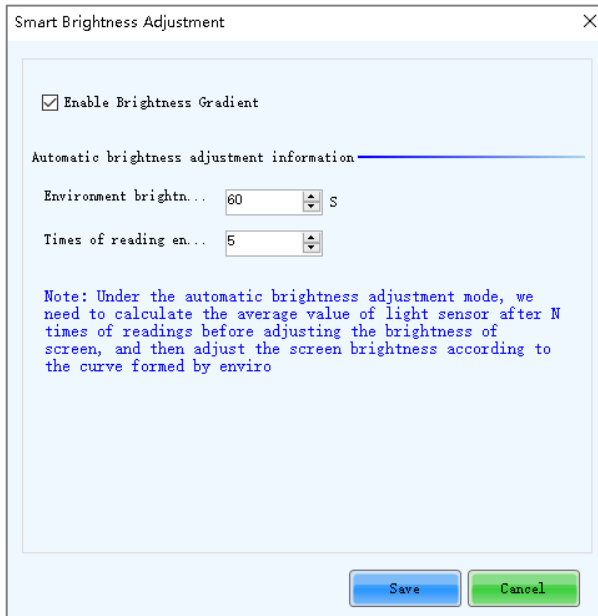 Smart Brightness Adjustment
Enable Brightness Gradient
Automatic brightness adjustment information
Environment brightn... 60 S
Times of reading en... 5
Note: Under the automatic brightness adjustment mode, we
need to calculate the average value of light sensor after N
times of readings before adjusting the brightness of
screen, and then adjust the screen brightness according to
the curve formed by enviro
Save Cancel